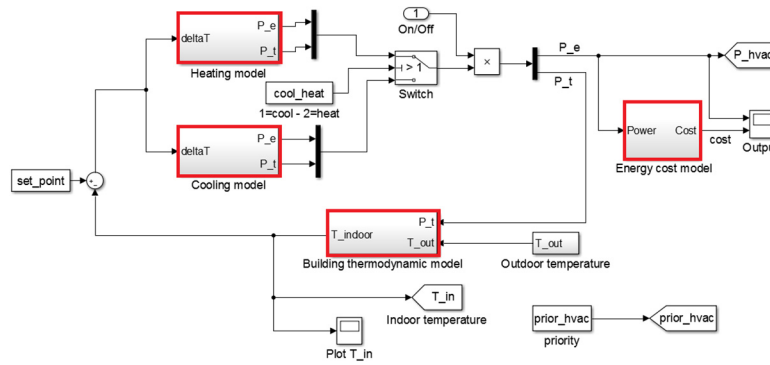 1
On/Off
deltaT
P_e
P_t
Heating model
> 1
Switch
×
P_e
P_t
P_hvac
cool_heat
1=cool - 2=heat
deltaT
P_e
P_t
Cooling model
Power
Cost
cost
Energy cost model
set_point
+
-
T_indoor
P_t
T_out
Building thermodynamic model
T_out
Outdoor temperature
T_in
Indoor temperature
Plot T_in
prior_hvac
priority
prior_hvac